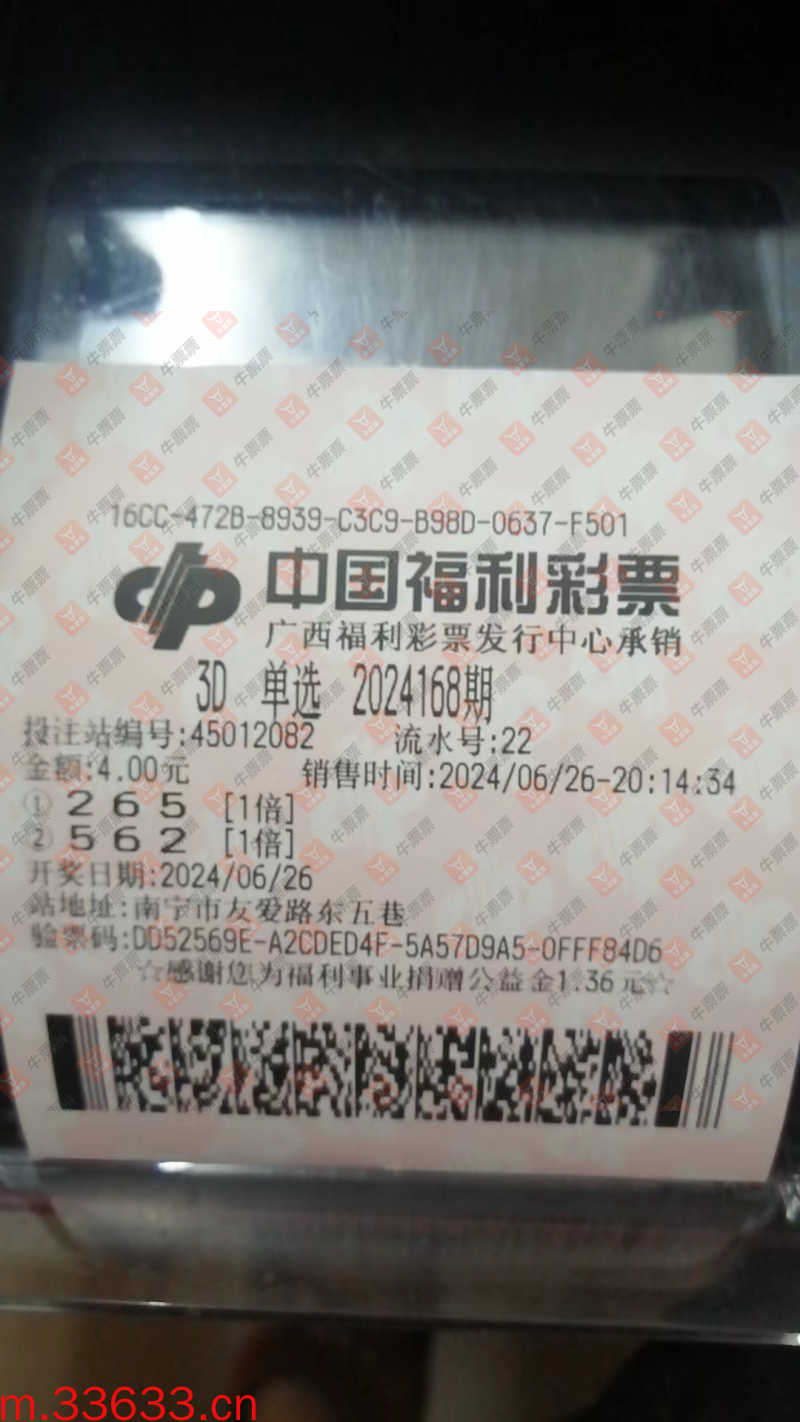 16CC-472B-8939-C3C9-B98D-0637-F501
中国福利彩票
广西福利彩票发行中心承销
3D 单选 2024168期
投注站编号:45012082 流水号:22
金额:4.00元 销售时间:2024/06/26-20:14:34
① 2 6 5 [1倍]
② 5 6 2 [1倍]
开奖日期:2024/06/26
站地址:南宁市友爱路东五巷
验票码:DD52569E-A2CDED4F-5A57D9A5-0FFF84D6
☆感谢您为福利事业捐赠公益金1.36元☆
牛票票
m.33633.cn